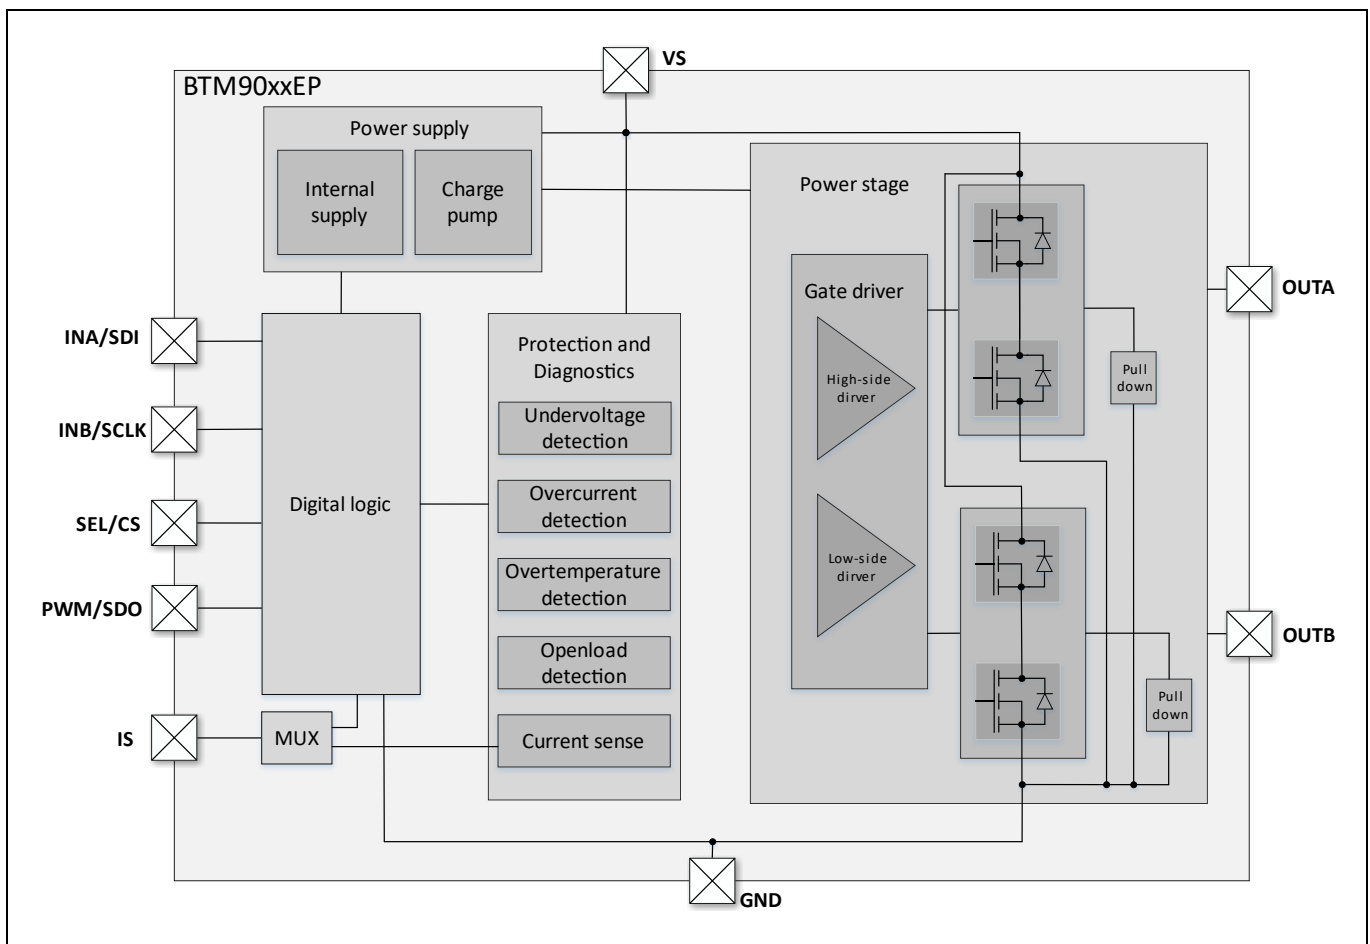 VS
BTM90xxEP
Power supply
Internal
supply
Charge
pump
Power stage
OUTA
Gate driver
INA/SDI
Protection and
Diagnostics
High-side
dirver
Pull
down
Undervoltage
detection
INB/SCLK
Digital logic
Overcurrent
detection
SEL/CS
Low-side
dirver
Overtemperature
detection
PWM/SDO
OUTB
Openload
detection
Pull
down
IS
MUX
Current sense
GND